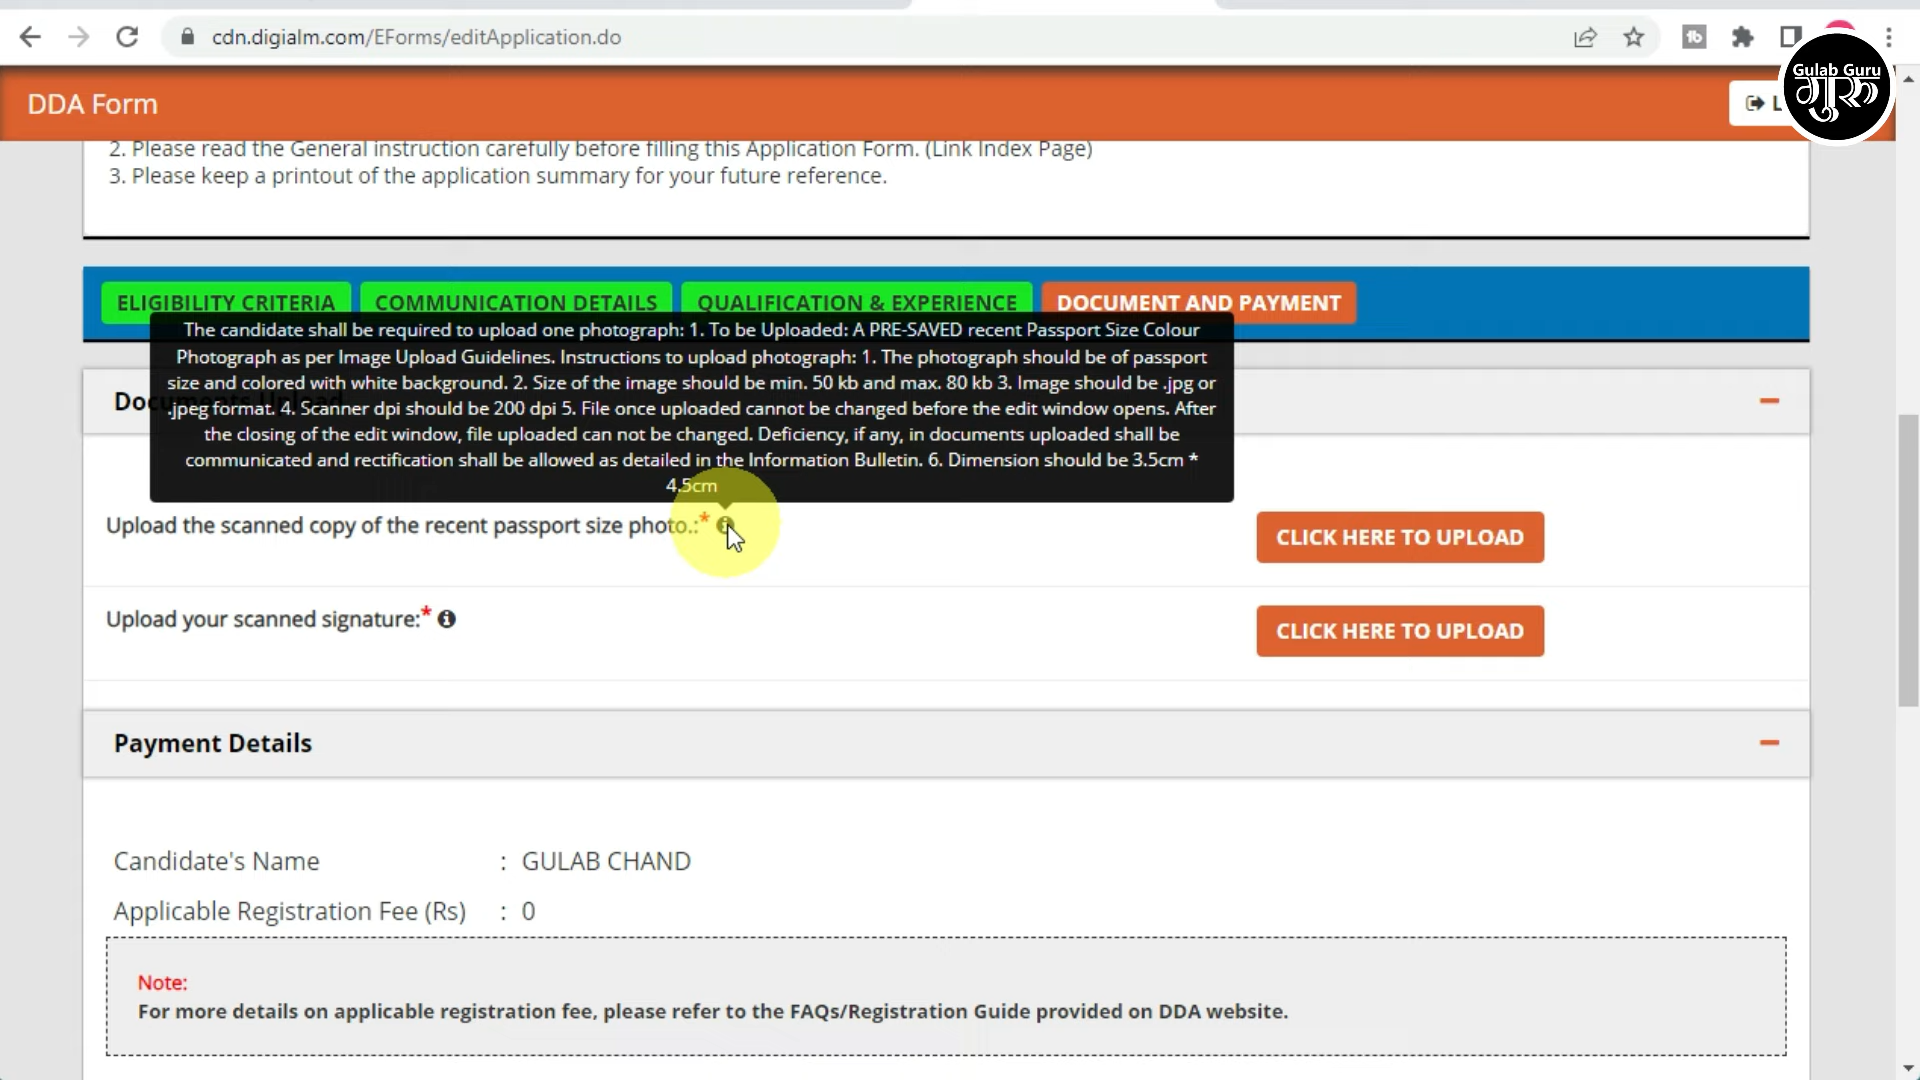 cdn.digialm.com/EForms/editApplication.do
Gulab Guru
गुरु
DDA Form
2. Please read the General instruction carefully before filling this Application Form. (Link Index Page)
3. Please keep a printout of the application summary for your future reference.
ELIGIBILITY CRITERIA COMMUNICATION DETAILS QUALIFICATION & EXPERIENCE DOCUMENT AND PAYMENT
The candidate shall be required to upload one photograph: 1. To be Uploaded: A PRE-SAVED recent Passport Size Colour
Photograph as per Image Upload Guidelines. Instructions to upload photograph: 1. The photograph should be of passport
size and colored with white background. 2. Size of the image should be min. 50 kb and max. 80 kb 3. Image should be .jpg or
.jpeg format. 4. Scanner dpi should be 200 dpi 5. File once uploaded cannot be changed before the edit window opens. After
the closing of the edit window, file uploaded can not be changed. Deficiency, if any, in documents uploaded shall be
communicated and rectification shall be allowed as detailed in the Information Bulletin. 6. Dimension should be 3.5cm *
4.5cm
Documents Upload
Upload the scanned copy of the recent passport size photo.:*
CLICK HERE TO UPLOAD
Upload your scanned signature:*
CLICK HERE TO UPLOAD
Payment Details
Candidate's Name : GULAB CHAND
Applicable Registration Fee (Rs) : 0
Note:
For more details on applicable registration fee, please refer to the FAQs/Registration Guide provided on DDA website.